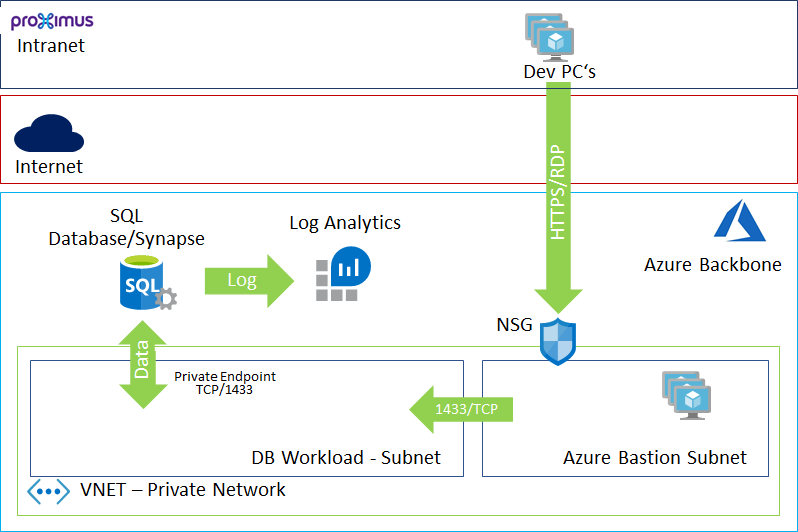 proximus
Intranet
Dev PC‘s
Internet
HTTPS/RDP
SQL
Database/Synapse
Log Analytics
Azure Backbone
SQL
Log
NSG
Data
Private Endpoint
TCP/1433
1433/TCP
DB Workload - Subnet
Azure Bastion Subnet
VNET – Private Network